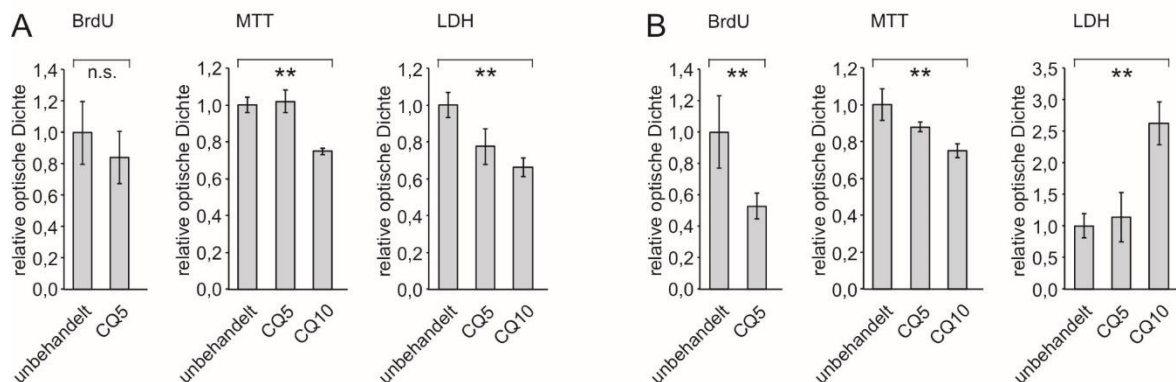 A
BrdU
n.s.
relative optische Dichte
1,4
1,2
1,0
0,8
0,6
0,4
0,2
0,0
unbehandelt
CQ5
MTT
**
relative optische Dichte
1,2
1,0
0,8
0,6
0,4
0,2
0,0
unbehandelt
CQ5
CQ10
LDH
**
relative optische Dichte
1,2
1,0
0,8
0,6
0,4
0,2
0,0
unbehandelt
CQ5
CQ10
B
BrdU
**
relative optische Dichte
1,4
1,2
1,0
0,8
0,6
0,4
0,2
0,0
unbehandelt
CQ5
MTT
**
relative optische Dichte
1,2
1,0
0,8
0,6
0,4
0,2
0,0
unbehandelt
CQ5
CQ10
LDH
**
relative optische Dichte
3,5
3,0
2,5
2,0
1,5
1,0
0,5
0,0
unbehandelt
CQ5
CQ10